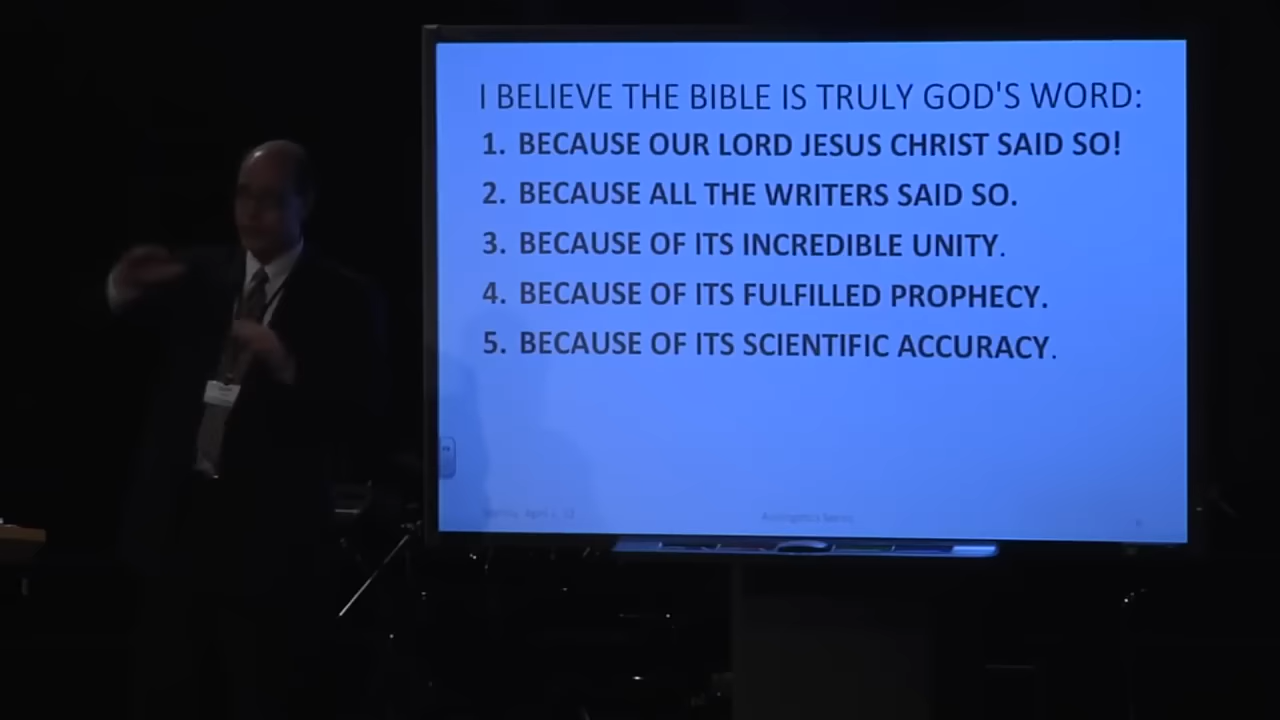 I BELIEVE THE BIBLE IS TRULY GOD'S WORD:
1. BECAUSE OUR LORD JESUS CHRIST SAID SO!
2. BECAUSE ALL THE WRITERS SAID SO.
3. BECAUSE OF ITS INCREDIBLE UNITY.
4. BECAUSE OF ITS FULFILLED PROPHECY.
5. BECAUSE OF ITS SCIENTIFIC ACCURACY.